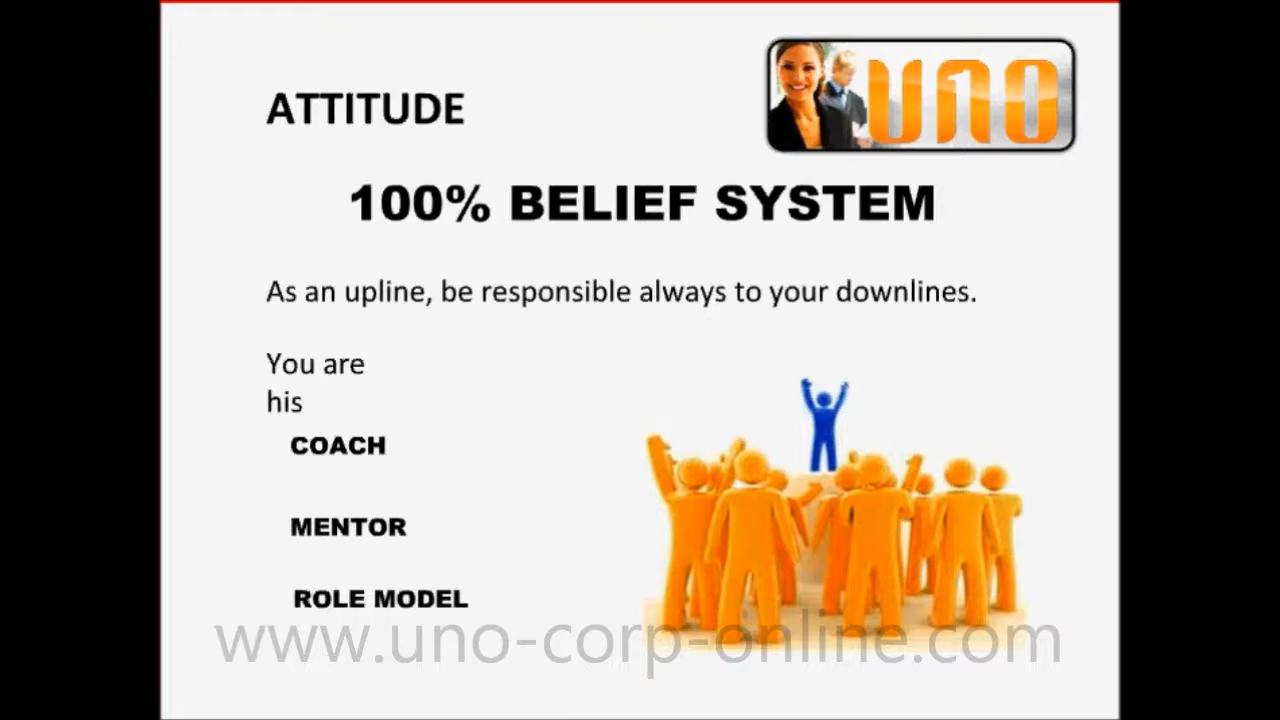 UNO
ATTITUDE
100% BELIEF SYSTEM
As an upline, be responsible always to your downlines.
You are
his
COACH
MENTOR
ROLE MODEL
www.uno-corp-online.com